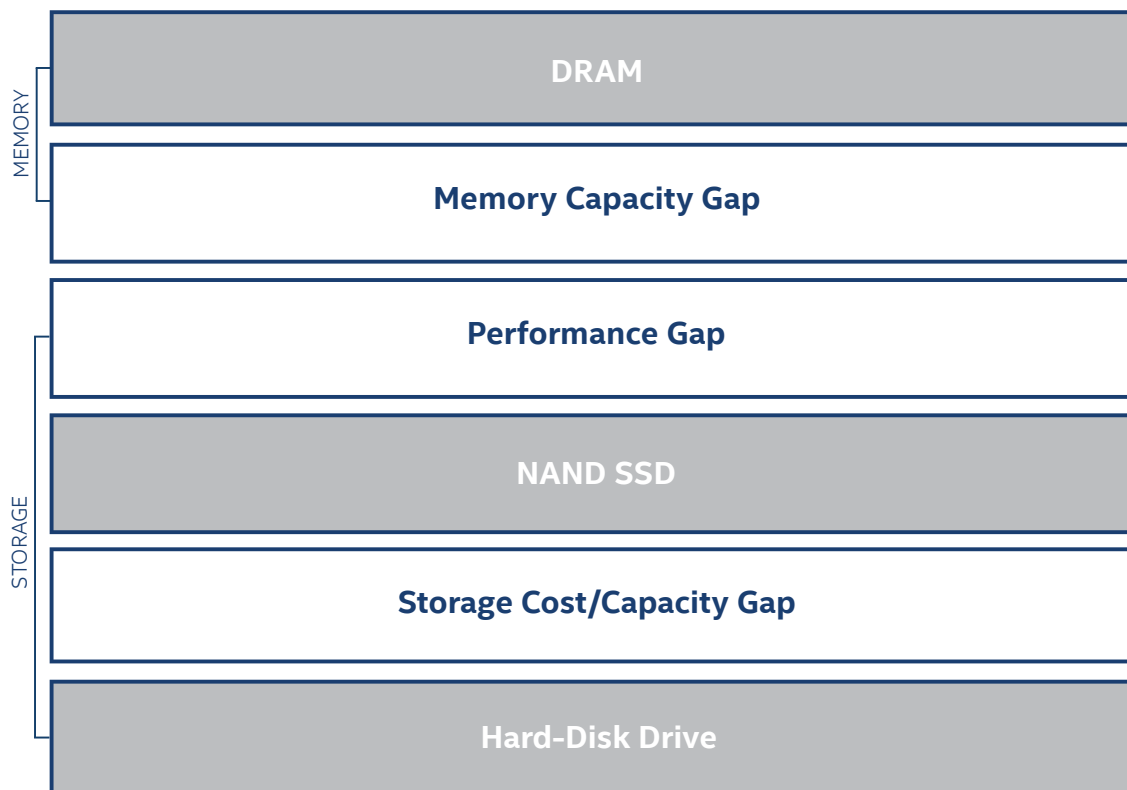 MEMORY
DRAM
Memory Capacity Gap
STORAGE
Performance Gap
NAND SSD
Storage Cost/Capacity Gap
Hard-Disk Drive